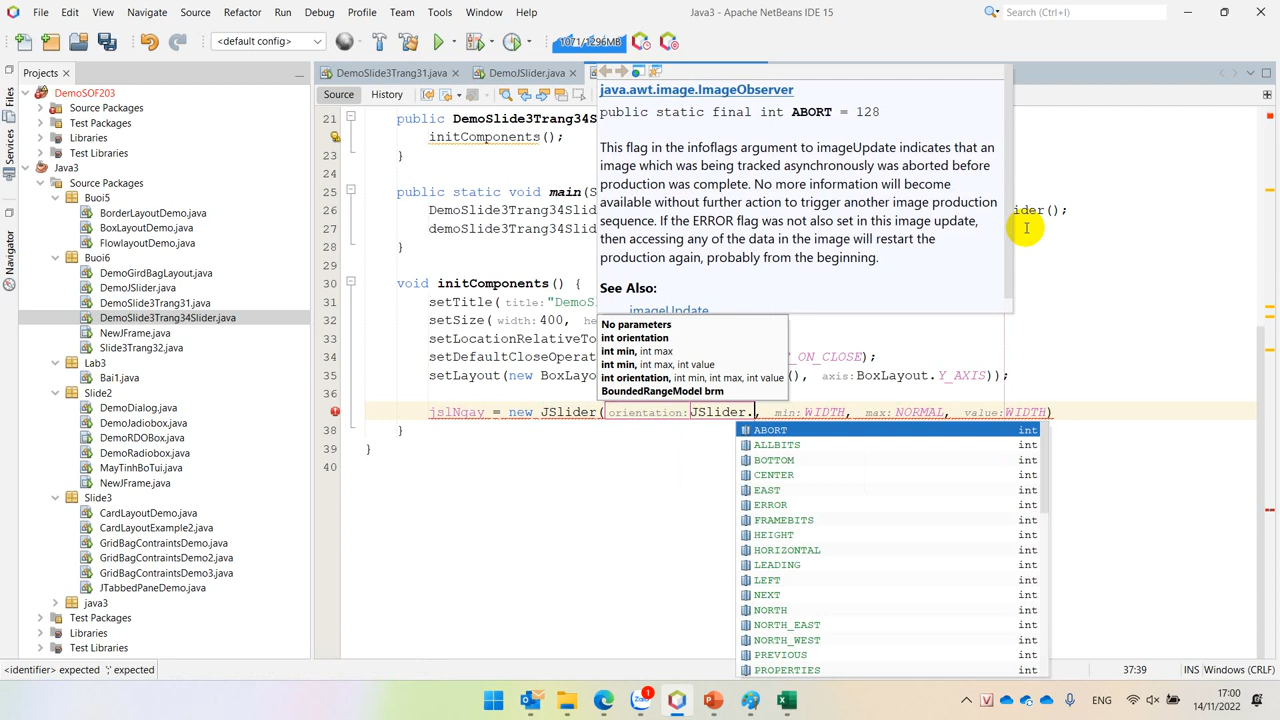 File Edit View Navigate Source Refactor Run Debug Profile Team Tools Window Help
Java3 - Apache NetBeans IDE 15
Search (Ctrl+I)
<default config>
1071/1296MB
Projects
DemoSlide3Trang31.java
DemoJSlider.java
Source History
Files
Services
Navigator
DemoSOF203
Source Packages
Test Packages
Libraries
Test Libraries
Java3
Source Packages
Buoi5
BorderLayoutDemo.java
BoxLayoutDemo.java
FlowlayoutDemo.java
Buoi6
DemoGirdBagLayout.java
DemoJSlider.java
DemoSlide3Trang31.java
DemoSlide3Trang34Slider.java
NewJFrame.java
Slide3Trang32.java
Lab3
Bai1.java
Slide2
DemoDialog.java
DemoJadiobox.java
DemoRDOBox.java
DemoRadiobox.java
MayTinhBoTui.java
NewJFrame.java
Slide3
CardLayoutDemo.java
CardLayoutExample2.java
GridBagContraintsDemo.java
GridBagContraintsDemo2.java
GridBagContraintsDemo3.java
JTabbedPaneDemo.java
java3
Test Packages
Libraries
Test Libraries
21 public DemoSlide3Trang34S
initComponents();
23 }
24
25 public static void main(S
26 DemoSlide3Trang34Slid ider();
27 demoSlide3Trang34Slid
28 }
29
30 void initComponents() {
31 setTitle( title:"DemoS
32 setSize( width:400, he
33 setLocationRelativeTo
34 setDefaultCloseOperat _ON_CLOSE);
35 setLayout(new BoxLayo (), axis:BoxLayout.Y_AXIS));
36
jslNgay = new JSlider( orientation:JSlider., min:WIDTH, max:NORMAL, value:WIDTH)
38 }
39 }
40
java.awt.image.ImageObserver
public static final int ABORT = 128
This flag in the infoflags argument to imageUpdate indicates that an
image which was being tracked asynchronously was aborted before
production was complete. No more information will become
available without further action to trigger another image production
sequence. If the ERROR flag was not also set in this image update,
then accessing any of the data in the image will restart the
production again, probably from the beginning.
See Also:
imageUpdate
No parameters
int orientation
int min, int max
int min, int max, int value
int orientation, int min, int max, int value
BoundedRangeModel brm
ABORT int
ALLBITS int
BOTTOM int
CENTER int
EAST int
ERROR int
FRAMEBITS int
HEIGHT int
HORIZONTAL int
LEADING int
LEFT int
NEXT int
NORTH int
NORTH_EAST int
NORTH_WEST int
PREVIOUS int
PROPERTIES int
<identifier> expected ';' expected
37:39
INS
Windows (CRLF)
Zalo
1
ENG
17:00
14/11/2022